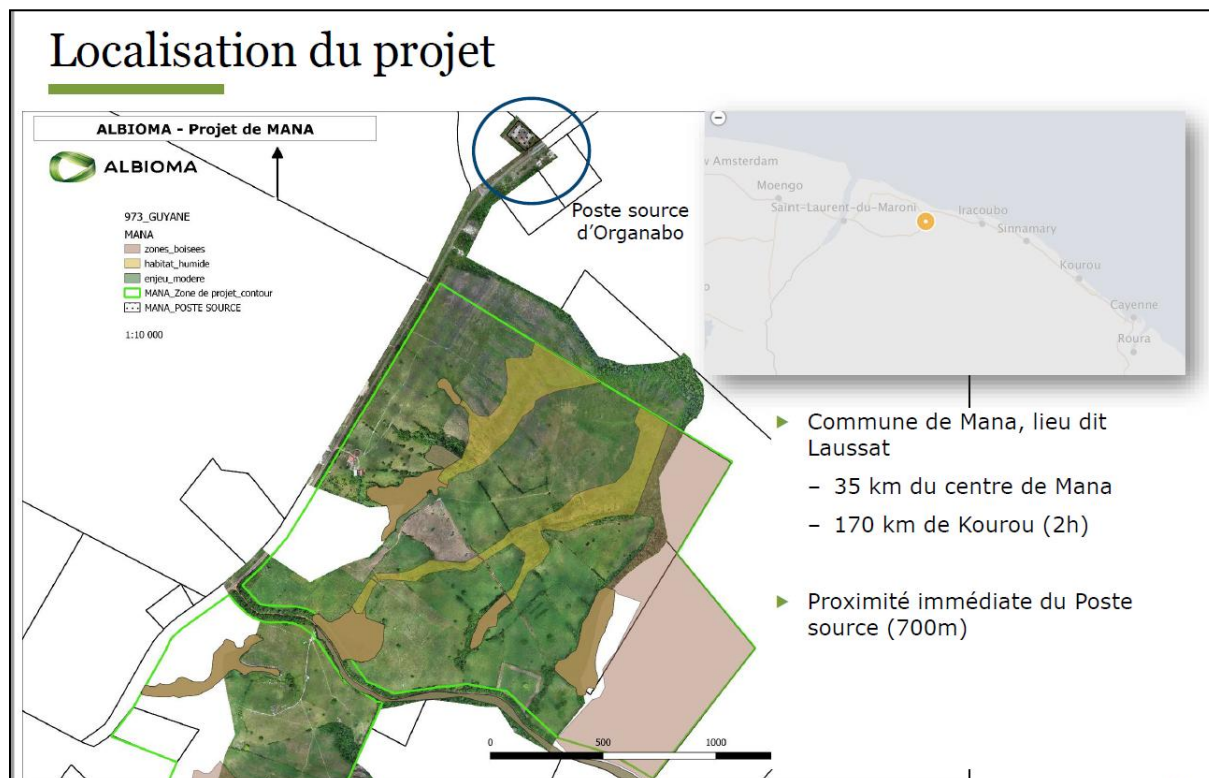 Localisation du projet
ALBIOMA - Projet de MANA
ALBIOMA
973_GUYANE
MANA
zones_boisees
habitat_humide
enjeu_modere
MANA_Zone de projet_contour
MANA_POSTE SOURCE
1:10 000
Poste source
d'Organabo
0 500 1000
w Amsterdam
Moengo
Saint-Laurent-du-Maroni
Iracoubo
Sinnamary
Kourou
Cayenne
Roura
▶ Commune de Mana, lieu dit
Laussat
– 35 km du centre de Mana
– 170 km de Kourou (2h)
▶ Proximité immédiate du Poste
source (700m)